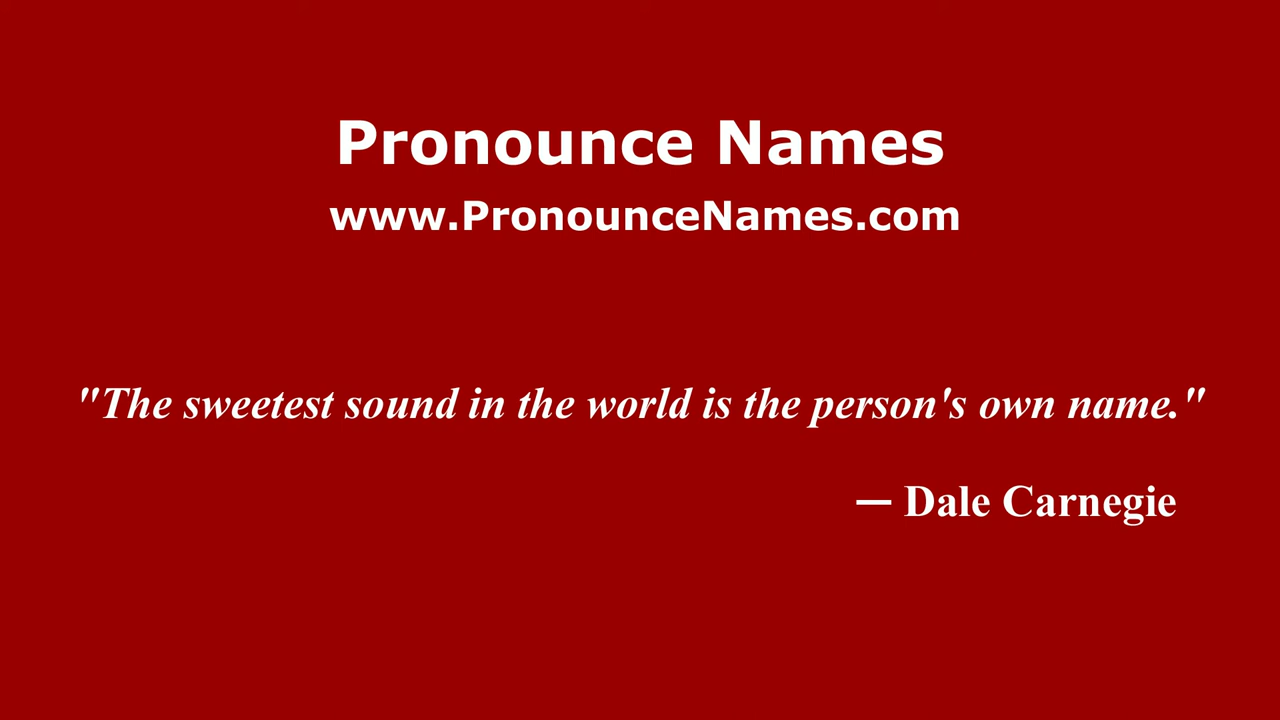 Pronounce Names
www.PronounceNames.com
"The sweetest sound in the world is the person's own name."
— Dale Carnegie